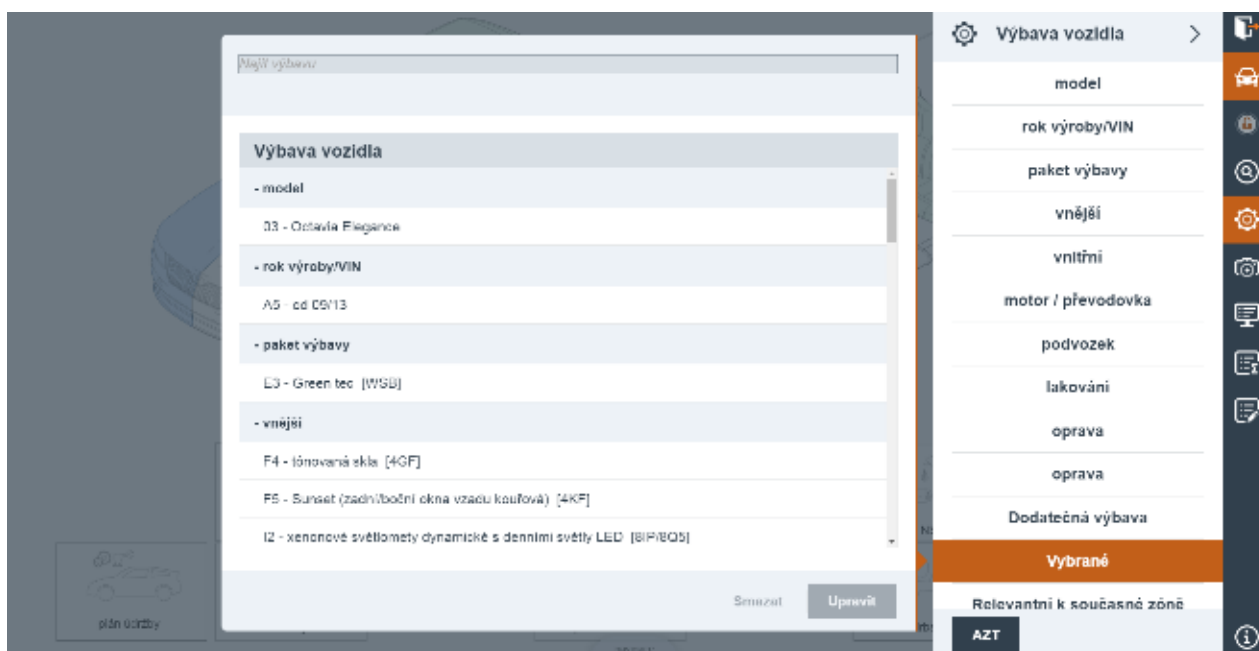 Najít výbavu
Výbava vozidla
- model
03 - Octavia Elegance
- rok výroby/VIN
A5 - od 09/13
- paket výbavy
E3 - Green tec [WSB]
- vnější
F4 - tónovaná skla [4GF]
F5 - Sunset (zadní/boční okna vzadu kouřová) [4KF]
I2 - xenonové světlomety dynamické s denními světly LED [8IP/8Q5]
Smazat
Upravit
plán údržby
Výbava vozidla
model
rok výroby/VIN
paket výbavy
vnější
vnitřní
motor / převodovka
podvozek
lakování
oprava
oprava
Dodatečná výbava
Vybrané
Relevantní k současné zóně
AZT